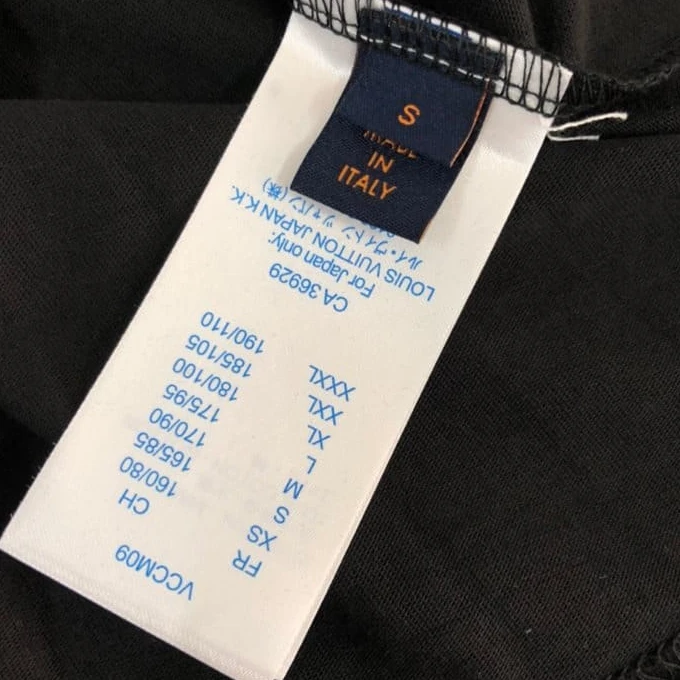 S
MADE
IN
ITALY
VCCM09
FR CH
XS 160/80
S 165/85
M 170/90
L 175/95
XL 180/100
XXL 185/105
XXXL 190/110
CA 36929
For Japan only:
LOUIS VUITTON JAPAN K.K.
ルイ・ヴィトン ジャパン(株)